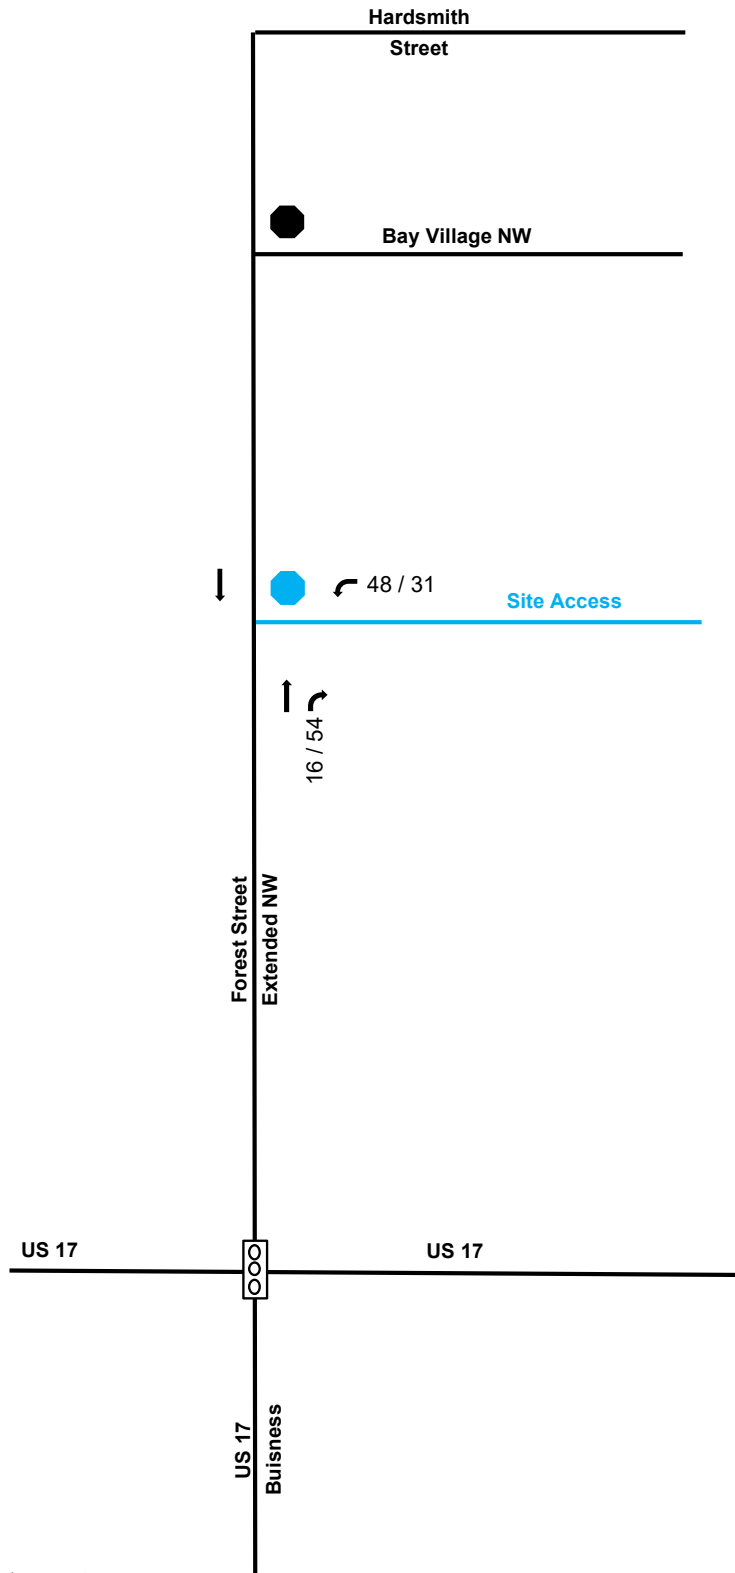 Hardsmith
Street
Bay Village NW
48 / 31
Site Access
16 / 54
Forest Street
Extended NW
US 17
US 17
US 17
Buisness